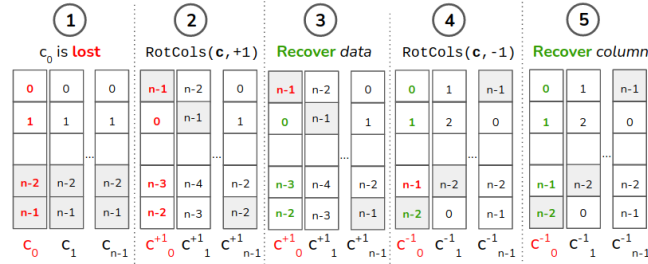 1 2 3 4 5
c0 is lost RotCols(c,+1) Recover data RotCols(c,-1) Recover column
0 0 0 n-1 n-2 0 n-1 n-2 0 0 1 n-1 0 1 n-1
1 1 1 0 n-1 1 0 n-1 1 1 2 0 1 2 0
... ... ... ... ...
n-2 n-2 n-2 n-3 n-4 n-2 n-3 n-4 n-2 n-1 n-2 n-2 n-1 n-2 n-2
n-1 n-1 n-1 n-2 n-3 n-2 n-2 n-3 n-1 n-2 0 n-1 n-2 0 n-1
C0 C1 Cn-1 C+10 C+11 C+1n-1 C+10 C+11 C+1n-1 C-10 C-11 C-1n-1 C-10 C-11 C-1n-1